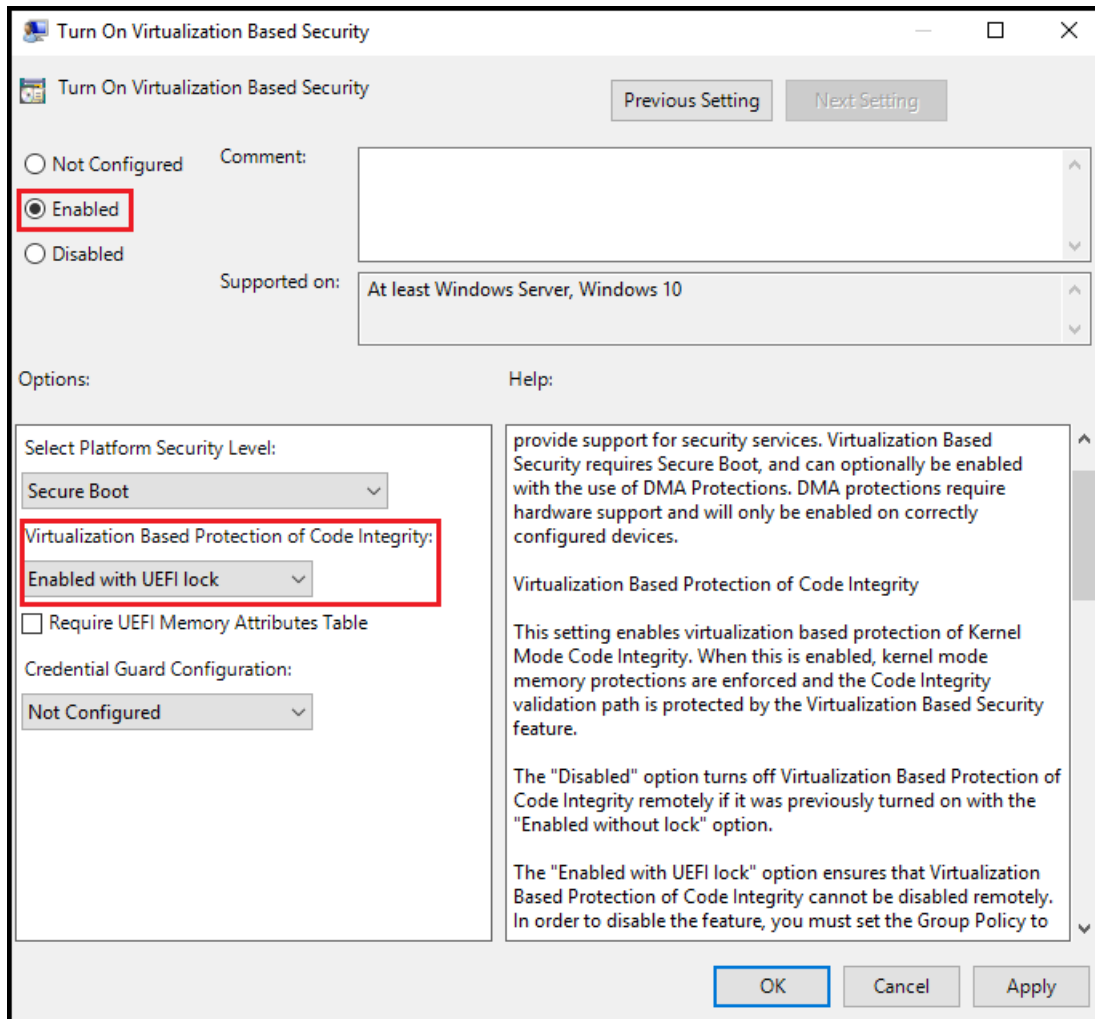 Turn On Virtualization Based Security
Turn On Virtualization Based Security
Previous Setting
Next Setting
Not Configured
Enabled
Disabled
Comment:
Supported on:
At least Windows Server, Windows 10
Options:
Help:
Select Platform Security Level:
Secure Boot
Virtualization Based Protection of Code Integrity:
Enabled with UEFI lock
Require UEFI Memory Attributes Table
Credential Guard Configuration:
Not Configured
provide support for security services. Virtualization Based
Security requires Secure Boot, and can optionally be enabled
with the use of DMA Protections. DMA protections require
hardware support and will only be enabled on correctly
configured devices.
Virtualization Based Protection of Code Integrity
This setting enables virtualization based protection of Kernel
Mode Code Integrity. When this is enabled, kernel mode
memory protections are enforced and the Code Integrity
validation path is protected by the Virtualization Based Security
feature.
The "Disabled" option turns off Virtualization Based Protection of
Code Integrity remotely if it was previously turned on with the
"Enabled without lock" option.
The "Enabled with UEFI lock" option ensures that Virtualization
Based Protection of Code Integrity cannot be disabled remotely.
In order to disable the feature, you must set the Group Policy to
OK
Cancel
Apply